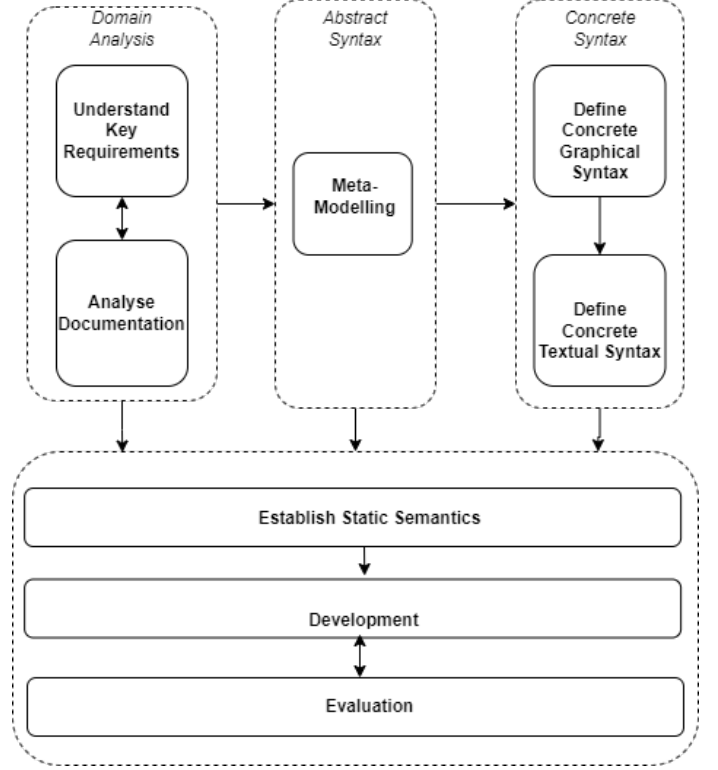 Domain
Analysis
Understand
Key
Requirements
Analyse
Documentation
Abstract
Syntax
Meta-
Modelling
Concrete
Syntax
Define
Concrete
Graphical
Syntax
Define
Concrete
Textual Syntax
Establish Static Semantics
Development
Evaluation